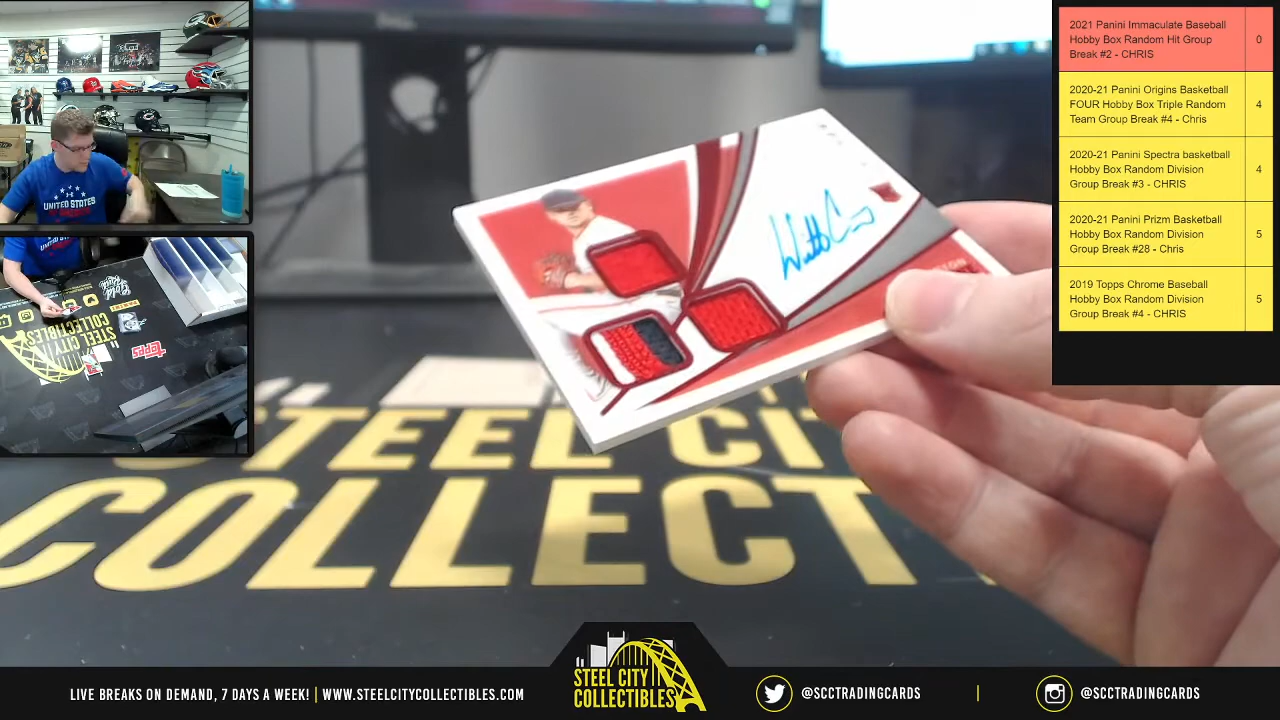 2021 Panini Immaculate Baseball
Hobby Box Random Hit Group
Break #2 - CHRIS
0
2020-21 Panini Origins Basketball
FOUR Hobby Box Triple Random
Team Group Break #4 - Chris
4
2020-21 Panini Spectra basketball
Hobby Box Random Division
Group Break #3 - CHRIS
4
2020-21 Panini Prizm Basketball
Hobby Box Random Division
Group Break #28 - Chris
5
2019 Topps Chrome Baseball
Hobby Box Random Division
Group Break #4 - CHRIS
5
UNITED STATES
STEEL CITY
COLLECTIBLES
topps
STEEL CI
COLLECT
STEEL CITY
COLLECTIBLES
LIVE BREAKS ON DEMAND, 7 DAYS A WEEK! | WWW.STEELCITYCOLLECTIBLES.COM
@SCCTRADINGCARDS | @SCCTRADINGCARDS